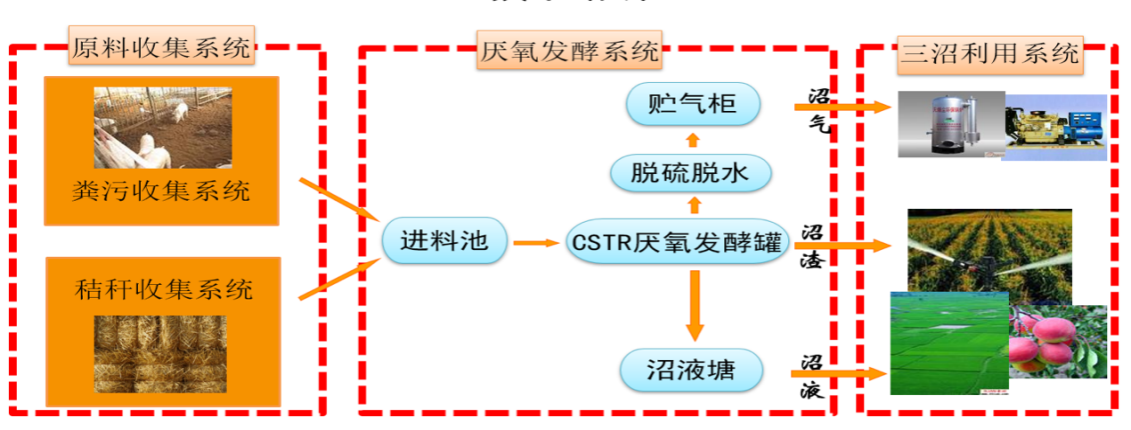 原料收集系统
粪污收集系统
秸秆收集系统
厌氧发酵系统
进料池
贮气柜
脱硫脱水
CSTR厌氧发酵罐
沼液塘
沼气
沼渣
沼液
三沼利用系统